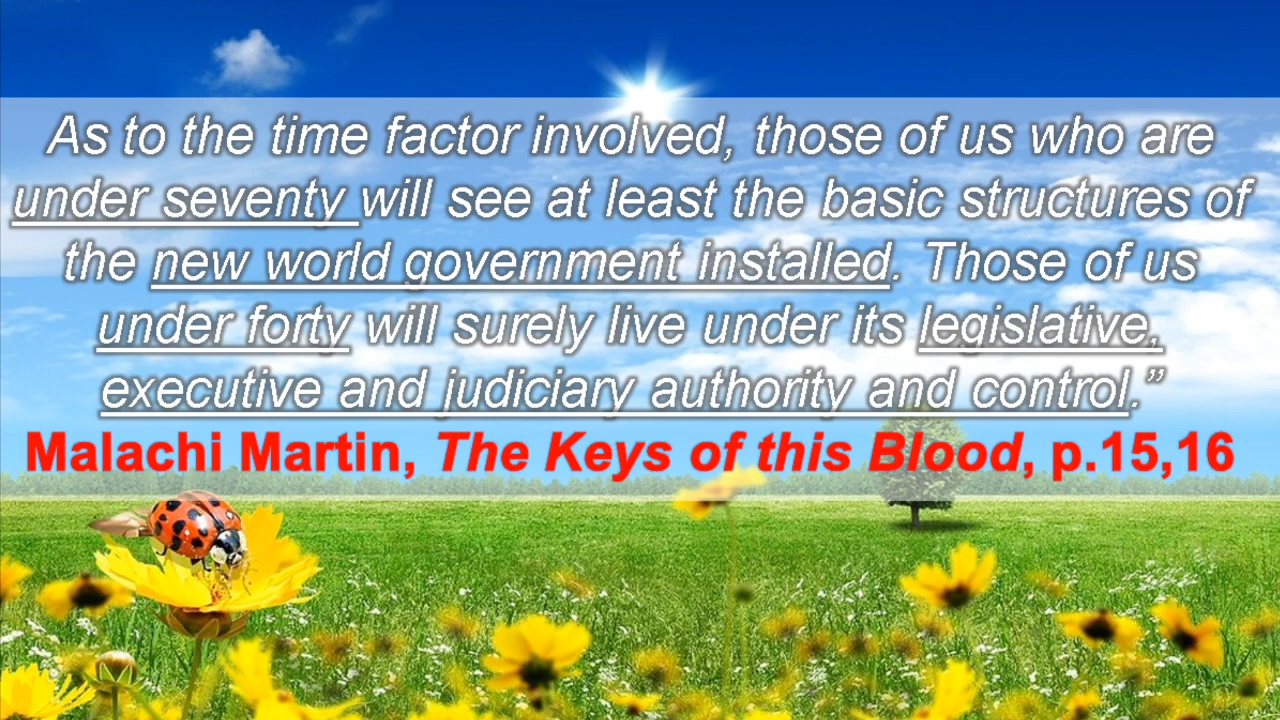 As to the time factor involved, those of us who are
under seventy will see at least the basic structures of
the new world government installed. Those of us
under forty will surely live under its legislative,
executive and judiciary authority and control.”
Malachi Martin, The Keys of this Blood, p.15,16